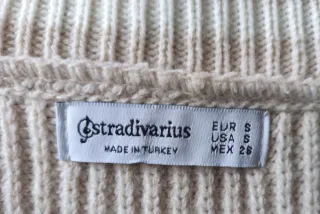 stradivarius
MADE IN TURKEY
EUR S
USA S
MEX 26